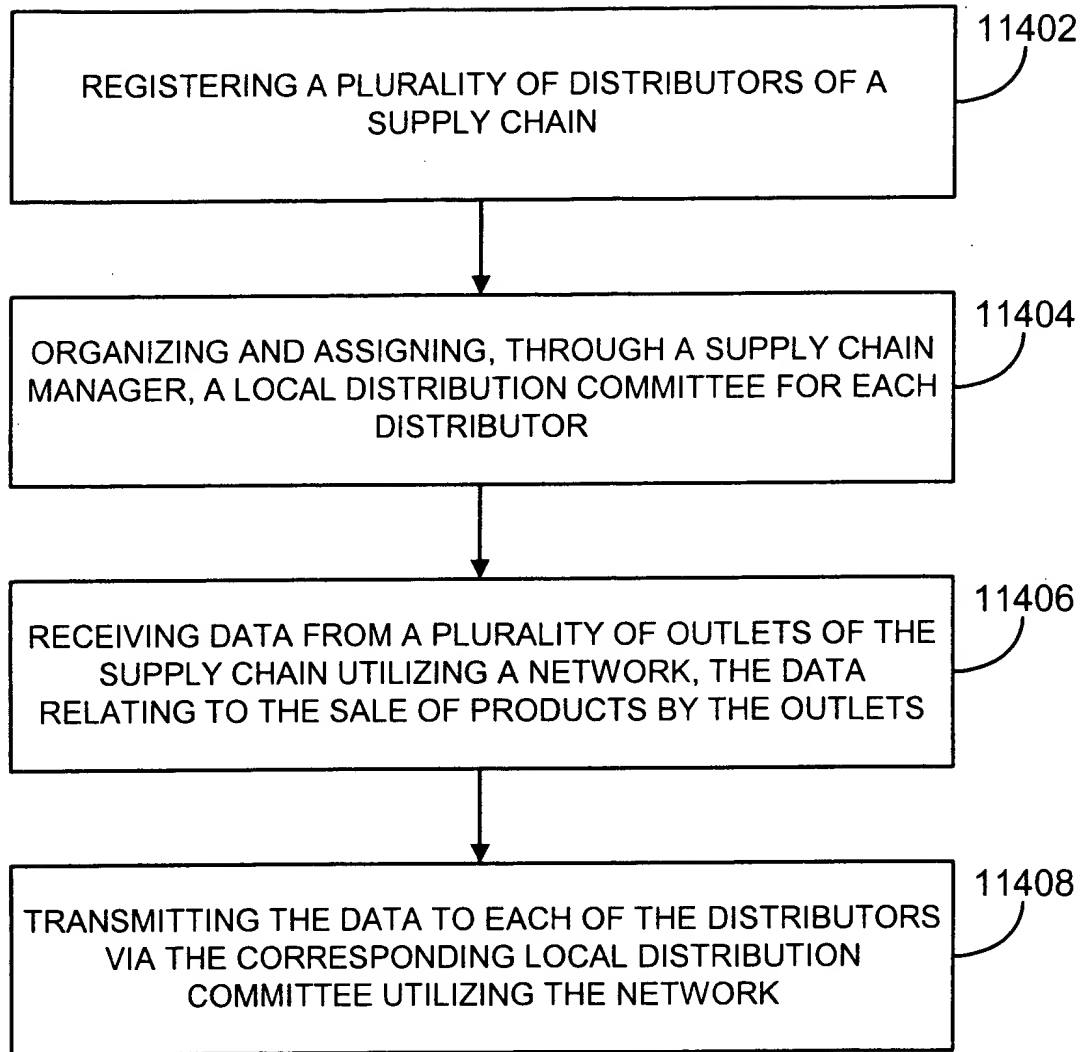 11402
REGISTERING A PLURALITY OF DISTRIBUTORS OF A
SUPPLY CHAIN
11404
ORGANIZING AND ASSIGNING, THROUGH A SUPPLY CHAIN
MANAGER, A LOCAL DISTRIBUTION COMMITTEE FOR EACH
DISTRIBUTOR
11406
RECEIVING DATA FROM A PLURALITY OF OUTLETS OF THE
SUPPLY CHAIN UTILIZING A NETWORK, THE DATA
RELATING TO THE SALE OF PRODUCTS BY THE OUTLETS
11408
TRANSMITTING THE DATA TO EACH OF THE DISTRIBUTORS
VIA THE CORRESPONDING LOCAL DISTRIBUTION
COMMITTEE UTILIZING THE NETWORK